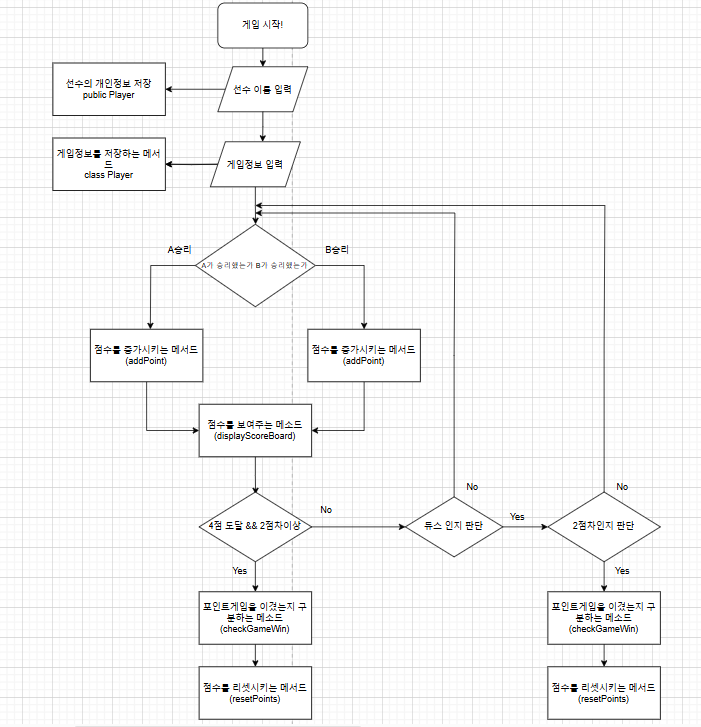 게임 시작!
선수의 개인정보 저장
public Player
선수 이름 입력
게임정보를 저장하는 메서
드
class Player
게임정보 입력
A승리
B승리
A가 승리했는가 B가 승리했는가
점수를 증가시키는 메서드
(addPoint)
점수를 증가시키는 메서드
(addPoint)
점수를 보여주는 메소드
(displayScoreBoard)
No
No
4점 도달 && 2점차이상
No
듀스 인지 판단
Yes
2점차인지 판단
Yes
Yes
포인트게임을 이겼는지 구
분하는 메소드
(checkGameWin)
포인트게임을 이겼는지 구
분하는 메소드
(checkGameWin)
점수를 리셋시키는 메서드
(resetPoints)
점수를 리셋시키는 메서드
(resetPoints)